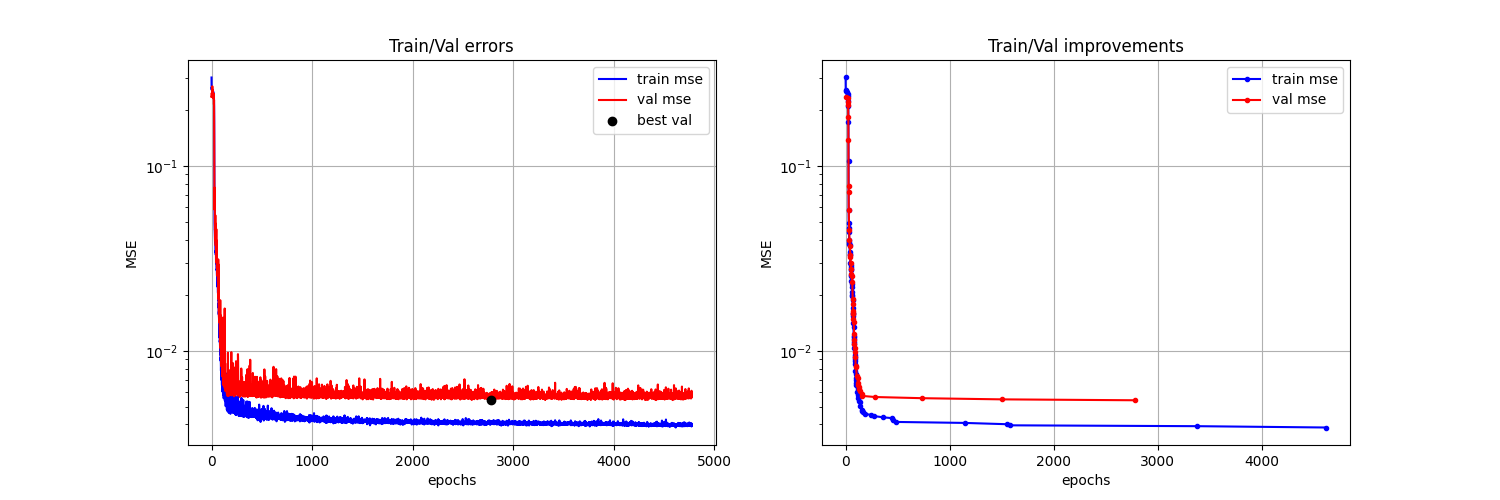 Train/Val errors
train mse
val mse
best val
10⁻¹
10⁻²
MSE
0 1000 2000 3000 4000 5000
epochs
Train/Val improvements
train mse
val mse
10⁻¹
10⁻²
MSE
0 1000 2000 3000 4000
epochs